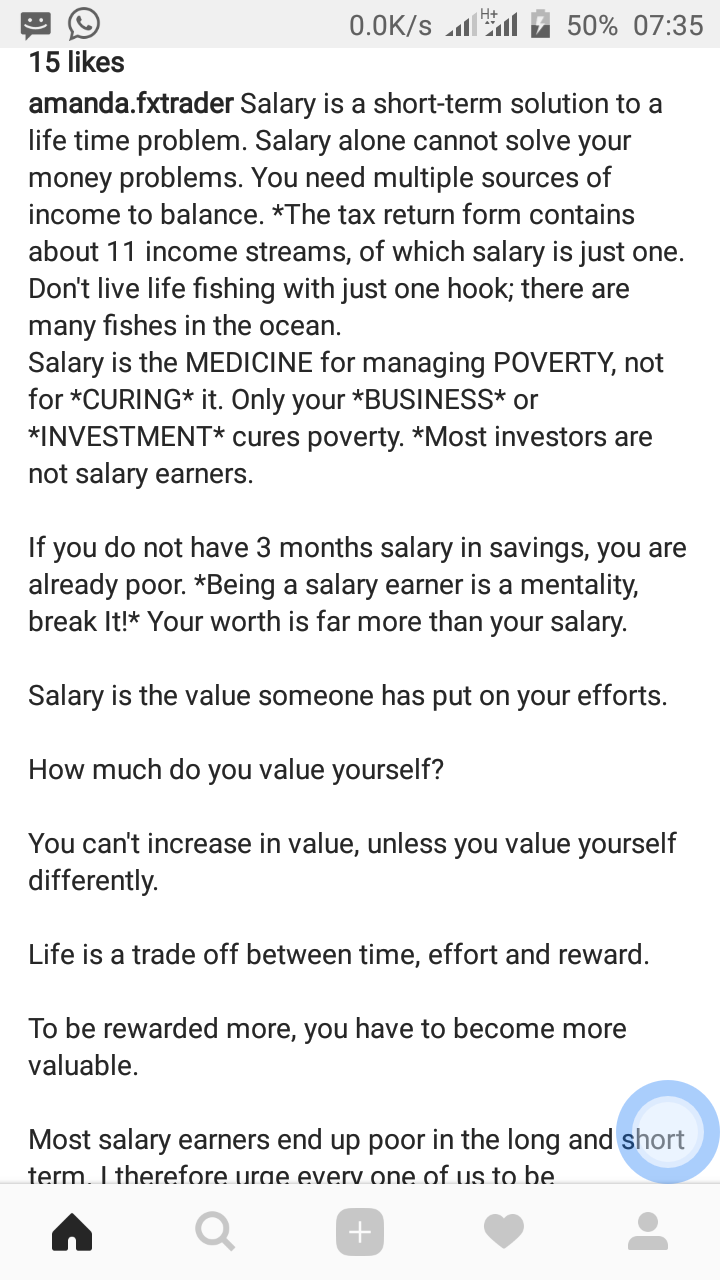 0.0K/s H+ 50% 07:35
15 likes
amanda.fxtrader Salary is a short-term solution to a
life time problem. Salary alone cannot solve your
money problems. You need multiple sources of
income to balance. *The tax return form contains
about 11 income streams, of which salary is just one.
Don't live life fishing with just one hook; there are
many fishes in the ocean.
Salary is the MEDICINE for managing POVERTY, not
for *CURING* it. Only your *BUSINESS* or
*INVESTMENT* cures poverty. *Most investors are
not salary earners.
If you do not have 3 months salary in savings, you are
already poor. *Being a salary earner is a mentality,
break It!* Your worth is far more than your salary.
Salary is the value someone has put on your efforts.
How much do you value yourself?
You can't increase in value, unless you value yourself
differently.
Life is a trade off between time, effort and reward.
To be rewarded more, you have to become more
valuable.
Most salary earners end up poor in the long and short
term. I therefore urge every one of us to be